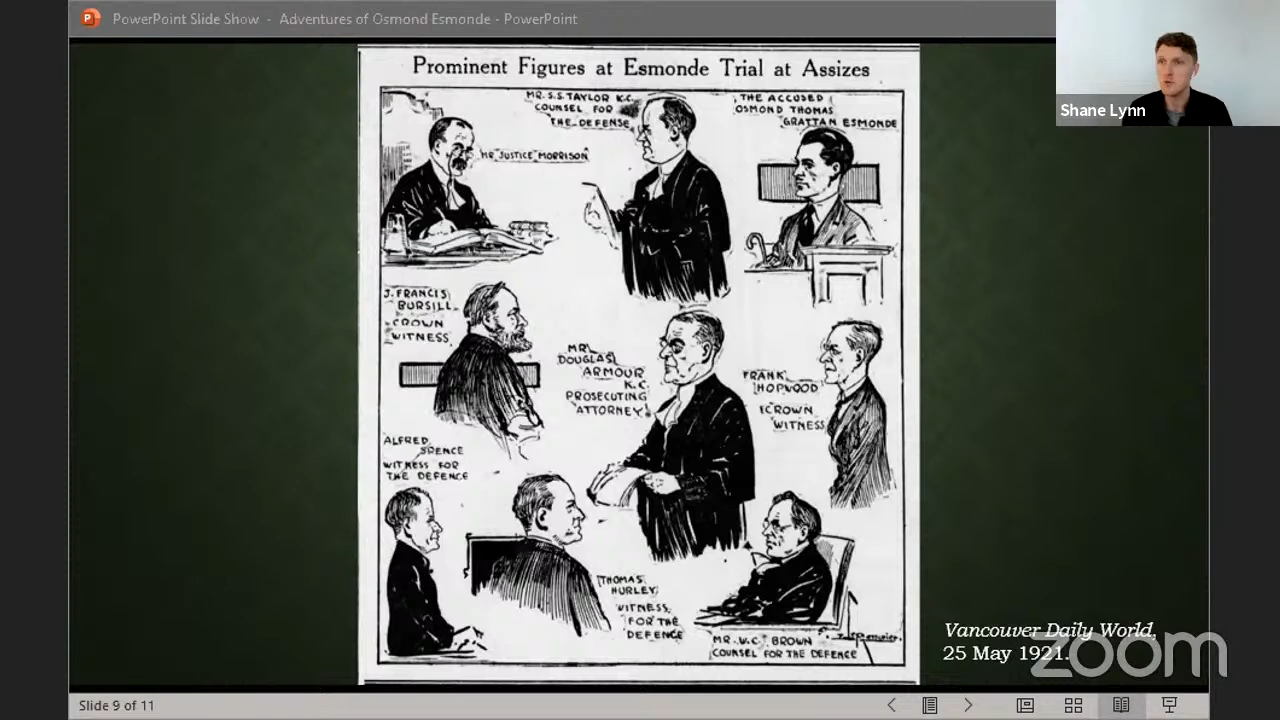 PowerPoint Slide Show - Adventures of Osmond Esmonde - PowerPoint
Shane Lynn
Prominent Figures at Esmonde Trial at Assizes
MR. JUSTICE MORRISON
MR. S.S. TAYLOR K.C.
COUNSEL FOR
THE DEFENSE
THE ACCUSED
OSMOND THOMAS
GRATTAN ESMONDE
J. FRANCIS
BURSILL
CROWN
WITNESS
MR.
DOUGLAS
ARMOUR
K.C.
PROSECUTING
ATTORNEY
FRANK
HOPWOOD
CROWN
WITNESS
ALFRED
SPENCE
WITNESS FOR
THE DEFENCE
THOMAS
HURLEY
WITNESS
FOR THE
DEFENCE
MR. W.C. BROWN
COUNSEL FOR THE DEFENCE
Vancouver Daily World,
25 May 1921.
zoom
Slide 9 of 11